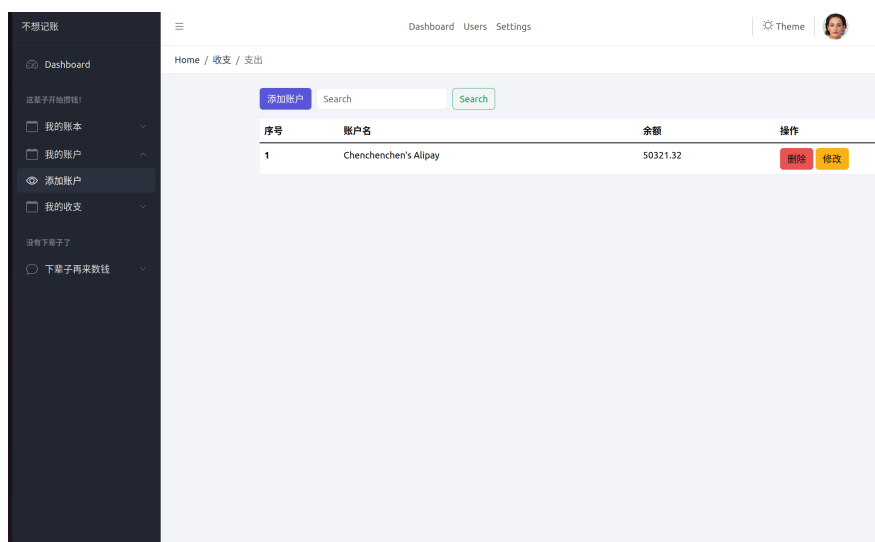 不想记账
Dashboard Users Settings
Theme
Dashboard
Home / 收支 / 支出
这辈子开始攒钱!
添加账户 Search Search
我的账本
序号 账户名 余额 操作
我的账户
1 Chenchenchen's Alipay 50321.32 删除 修改
添加账户
我的收支
没有下辈子了
下辈子再来数钱